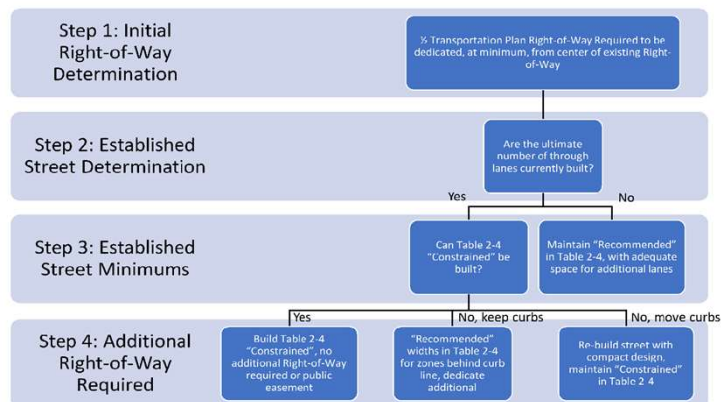 Step 1: Initial
Right-of-Way
Determination
½ Transportation Plan Right-of-Way Required to be
dedicated, at minimum, from center of existing Right-
of-Way
Step 2: Established
Street Determination
Are the ultimate
number of through
lanes currently built?
Yes
No
Step 3: Established
Street Minimums
Can Table 2-4
"Constrained" be
built?
Maintain "Recommended"
in Table 2-4, with adequate
space for additional lanes
Yes
No, keep curbs
No, move curbs
Step 4: Additional
Right-of-Way
Required
Build Table 2-4
"Constrained", no
additional Right-of-Way
required or public
easement
"Recommended"
widths in Table 2-4
for zones behind curb
line, dedicate
additional
Re-build street with
compact design,
maintain "Constrained"
in Table 2-4